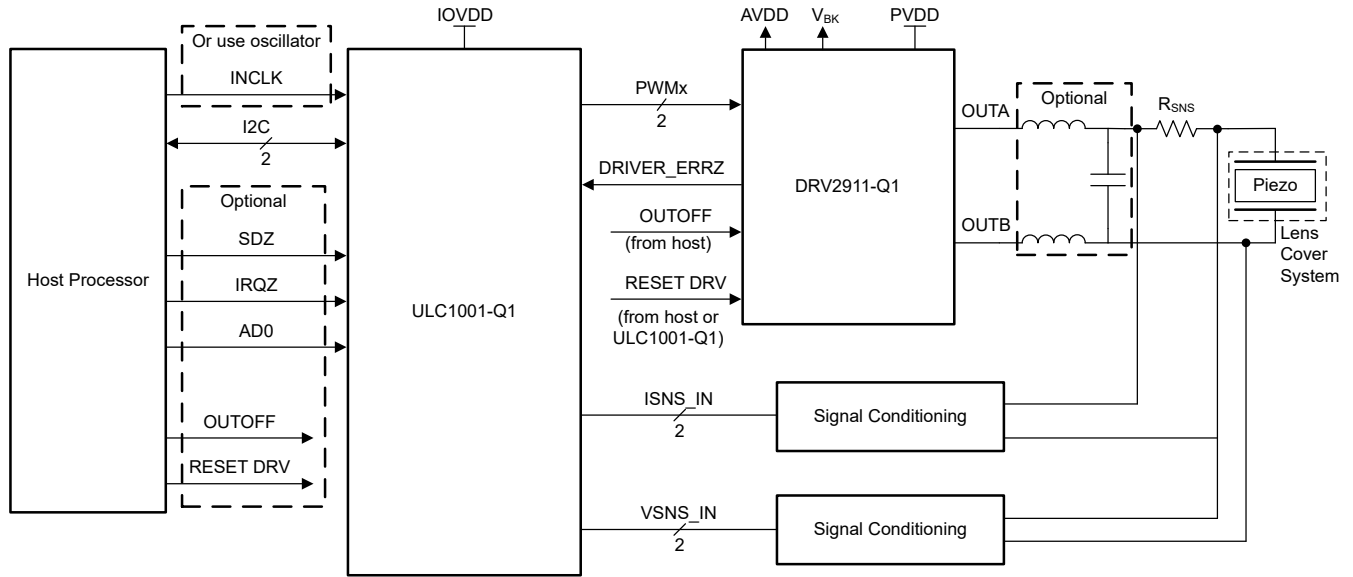 IOVDD
AVDD
VBK
PVDD
Or use oscillator
INCLK
I2C
2
Optional
SDZ
IRQZ
AD0
OUTOFF
RESET DRV
Host Processor
ULC1001-Q1
PWMx
2
DRIVER_ERRZ
OUTOFF
(from host)
RESET DRV
(from host or
ULC1001-Q1)
DRV2911-Q1
OUTA
OUTB
Optional
RSNS
Piezo
Lens
Cover
System
ISNS_IN
2
Signal Conditioning
VSNS_IN
2
Signal Conditioning